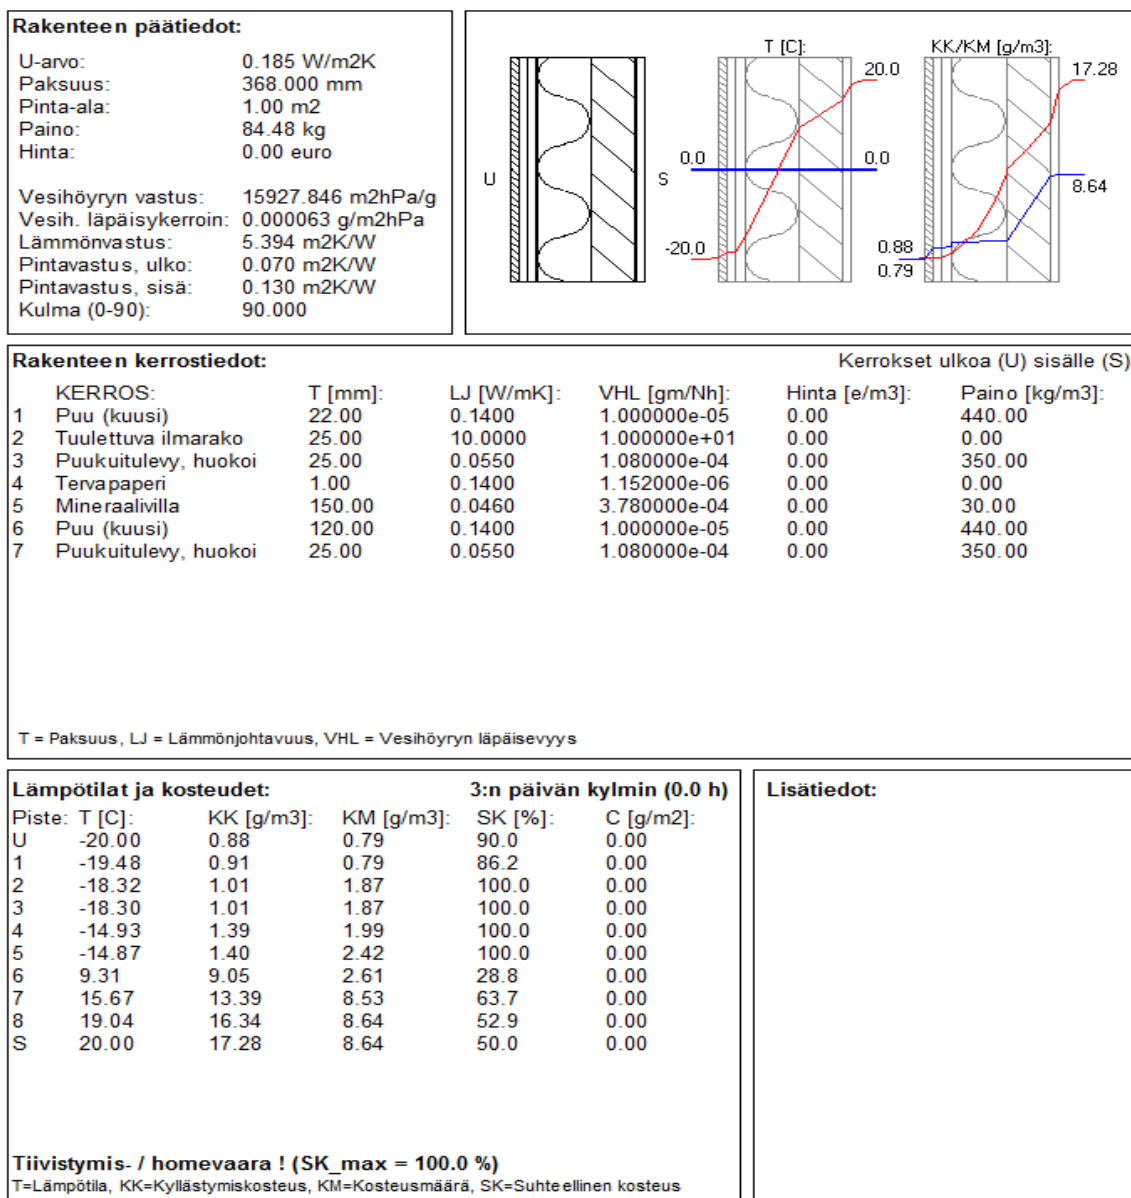 Rakenteen päätiedot:
U-arvo: 0.185 W/m2K
Paksuus: 368.000 mm
Pinta-ala: 1.00 m2
Paino: 84.48 kg
Hinta: 0.00 euro
Vesihöyryn vastus: 15927.846 m2hPa/g
Vesih. läpäisykerroin: 0.000063 g/m2hPa
Lämmönvastus: 5.394 m2K/W
Pintavastus, ulko: 0.070 m2K/W
Pintavastus, sisä: 0.130 m2K/W
Kulma (0-90): 90.000
T [C]: KK/KM [g/m3]:
20.0 17.28
0.0 0.0
U S 8.64
-20.0 0.88
0.79
Rakenteen kerrostiedot: Kerrokset ulkoa (U) sisälle (S)
KERROS: T [mm]: LJ [W/mK]: VHL [gm/Nh]: Hinta [e/m3]: Paino [kg/m3]:
1 Puu (kuusi) 22.00 0.1400 1.000000e-05 0.00 440.00
2 Tuulettuva ilmarako 25.00 10.0000 1.000000e+01 0.00 0.00
3 Puukuitulevy, huokoi 25.00 0.0550 1.080000e-04 0.00 350.00
4 Tervapaperi 1.00 0.1400 1.152000e-06 0.00 0.00
5 Mineraalivilla 150.00 0.0460 3.780000e-04 0.00 30.00
6 Puu (kuusi) 120.00 0.1400 1.000000e-05 0.00 440.00
7 Puukuitulevy, huokoi 25.00 0.0550 1.080000e-04 0.00 350.00
T = Paksuus, LJ = Lämmönjohtavuus, VHL = Vesihöyryn läpäisevyys
Lämpötilat ja kosteudet: 3:n päivän kylmin (0.0 h)
Piste: T [C]: KK [g/m3]: KM [g/m3]: SK [%]: C [g/m2]:
U -20.00 0.88 0.79 90.0 0.00
1 -19.48 0.91 0.79 86.2 0.00
2 -18.32 1.01 1.87 100.0 0.00
3 -18.30 1.01 1.87 100.0 0.00
4 -14.93 1.39 1.99 100.0 0.00
5 -14.87 1.40 2.42 100.0 0.00
6 9.31 9.05 2.61 28.8 0.00
7 15.67 13.39 8.53 63.7 0.00
8 19.04 16.34 8.64 52.9 0.00
S 20.00 17.28 8.64 50.0 0.00
Tiivistymis- / homevaara ! (SK_max = 100.0 %)
T=Lämpötila, KK=Kyllästymiskosteus, KM=Kosteusmäärä, SK=Suhteellinen kosteus
Lisätiedot: